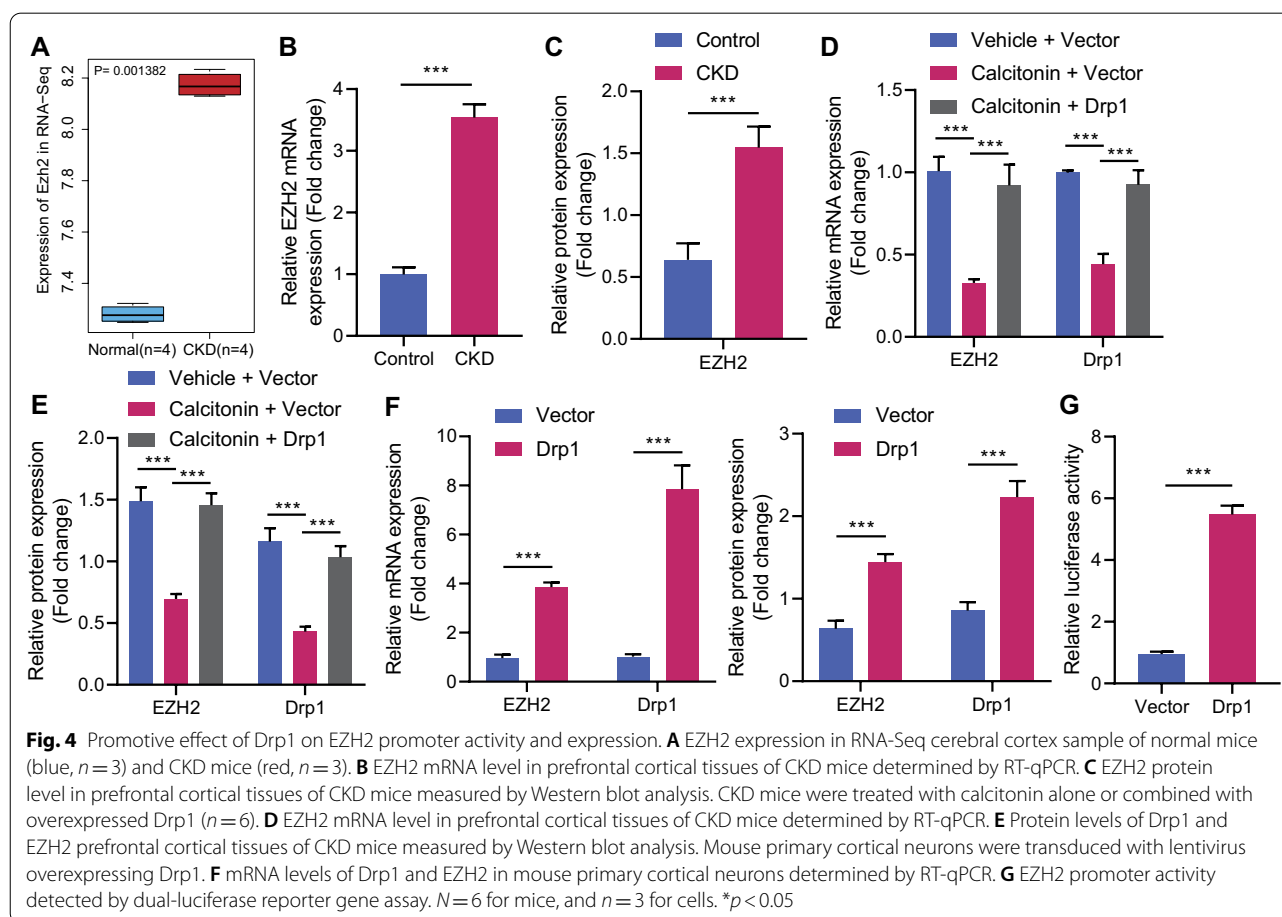 A
P= 0.001382
Expression of Ezh2 in RNA−Seq
8.2
8.0
7.8
7.6
7.4
Normal(n=4) CKD(n=4)
B
***
Relative EZH2 mRNA
expression (Fold change)
4
3
2
1
0
Control CKD
C
Control
CKD
***
Relative protein expression
(Fold change)
2.0
1.5
1.0
0.5
0.0
EZH2
D
Vehicle + Vector
Calcitonin + Vector
Calcitonin + Drp1
*** *** *** ***
Relative mRNA expression
(Fold change)
1.5
1.0
0.5
0.0
EZH2 Drp1
E
Vehicle + Vector
Calcitonin + Vector
Calcitonin + Drp1
*** *** *** ***
Relative protein expression
(Fold change)
2.0
1.5
1.0
0.5
0.0
EZH2 Drp1
F
Vector
Drp1
*** ***
Relative mRNA expression
(Fold change)
10
8
6
4
2
0
EZH2 Drp1
Vector
Drp1
*** ***
Relative protein expression
(Fold change)
3
2
1
0
EZH2 Drp1
G
***
Relative luciferase activity
8
6
4
2
0
Vector Drp1
Fig. 4 Promotive effect of Drp1 on EZH2 promoter activity and expression. A EZH2 expression in RNA-Seq cerebral cortex sample of normal mice
(blue, n = 3) and CKD mice (red, n = 3). B EZH2 mRNA level in prefrontal cortical tissues of CKD mice determined by RT-qPCR. C EZH2 protein
level in prefrontal cortical tissues of CKD mice measured by Western blot analysis. CKD mice were treated with calcitonin alone or combined with
overexpressed Drp1 (n = 6). D EZH2 mRNA level in prefrontal cortical tissues of CKD mice determined by RT-qPCR. E Protein levels of Drp1 and
EZH2 prefrontal cortical tissues of CKD mice measured by Western blot analysis. Mouse primary cortical neurons were transduced with lentivirus
overexpressing Drp1. F mRNA levels of Drp1 and EZH2 in mouse primary cortical neurons determined by RT-qPCR. G EZH2 promoter activity
detected by dual-luciferase reporter gene assay. N = 6 for mice, and n = 3 for cells. *p < 0.05